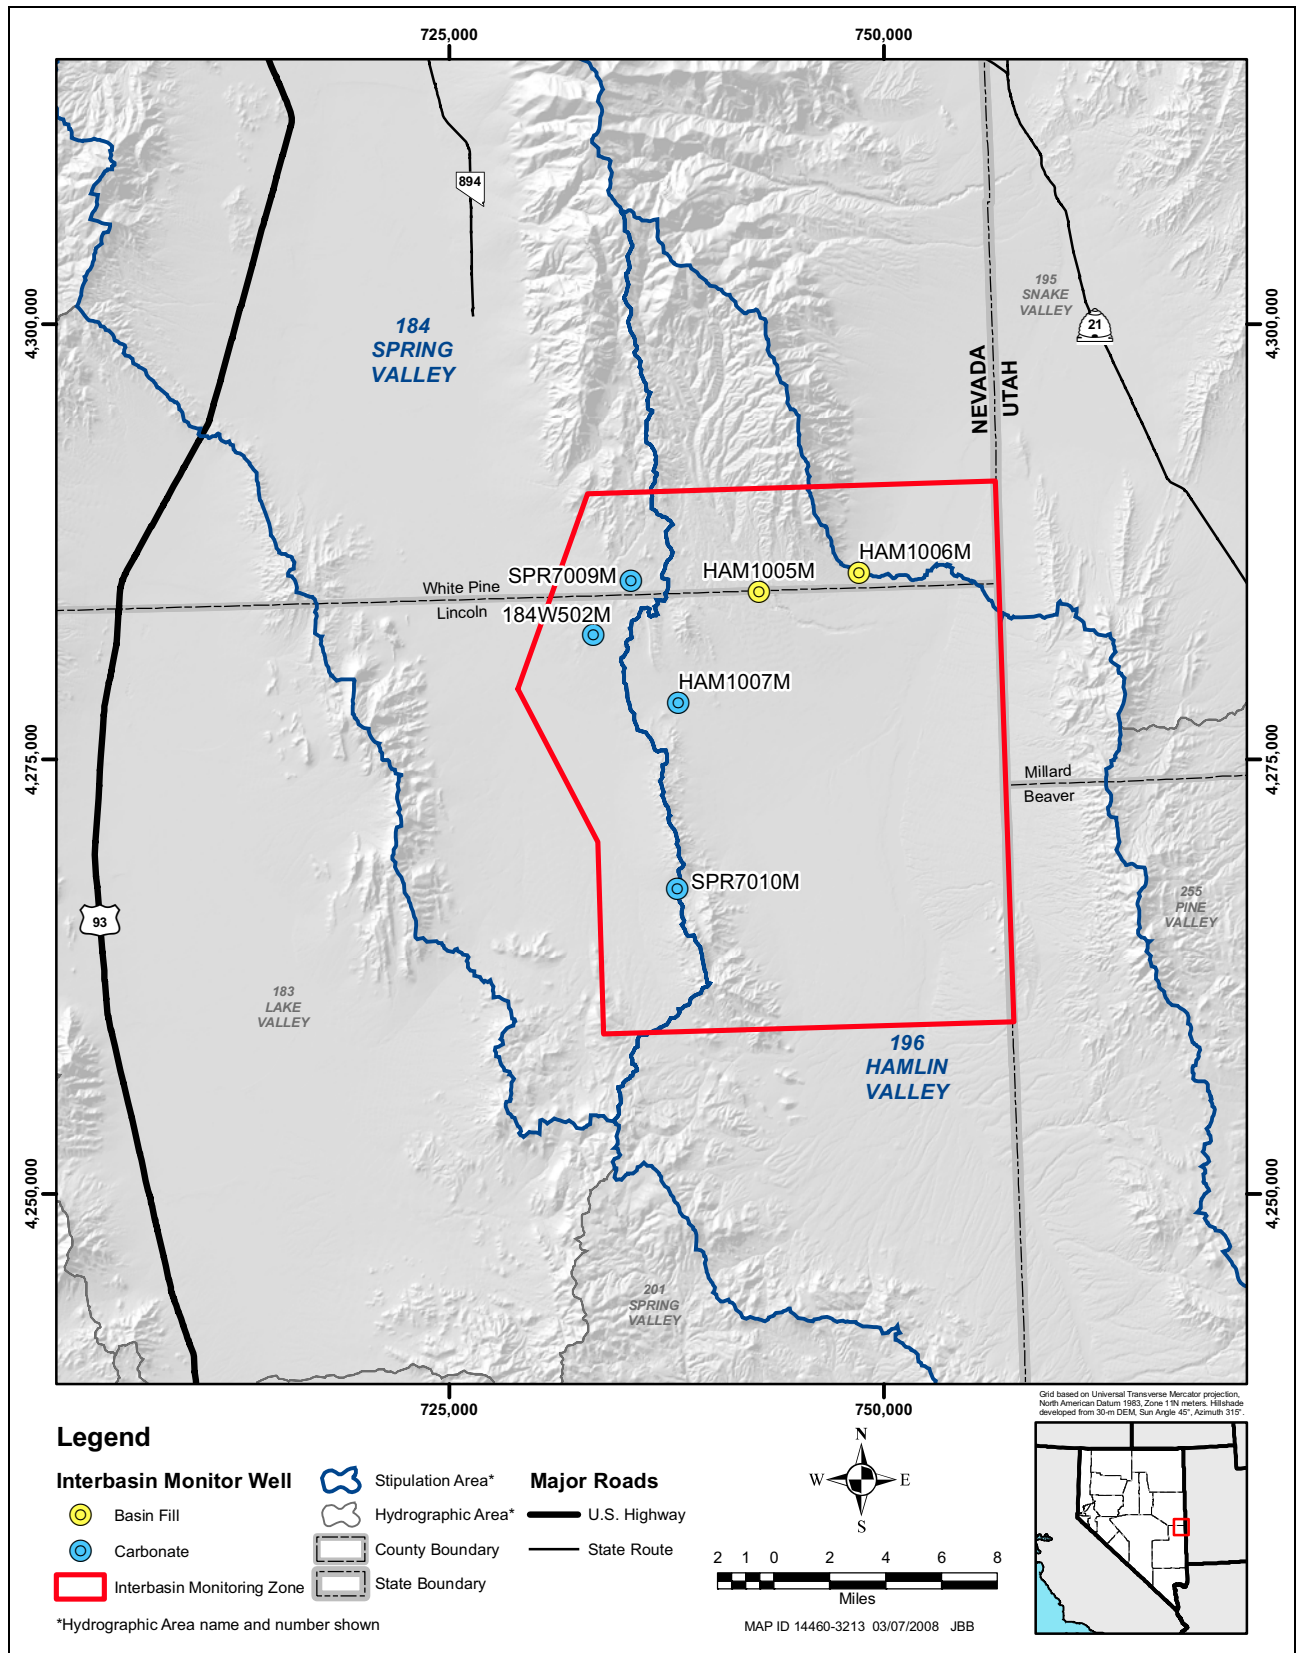 725,000
750,000
894
195
SNAKE
VALLEY
4,300,000
184
SPRING
VALLEY
21
4,300,000
NEVADA
UTAH
HAM1006M
SPR7009M
HAM1005M
White Pine
Lincoln
184W502M
HAM1007M
4,275,000
4,275,000
Millard
Beaver
SPR7010M
255
PINE
VALLEY
93
183
LAKE
VALLEY
196
HAMLIN
VALLEY
4,250,000
4,250,000
201
SPRING
VALLEY
725,000
750,000
Grid based on Universal Transverse Mercator projection,
North American Datum 1983, Zone 11N meters. Hillshade
developed from 30-m DEM, Sun Angle 45°, Azimuth 315°.
Legend
Interbasin Monitor Well
Basin Fill
Carbonate
Interbasin Monitoring Zone
Stipulation Area*
Hydrographic Area*
County Boundary
State Boundary
Major Roads
U.S. Highway
State Route
*Hydrographic Area name and number shown
N
W
E
S
2 1 0 2 4 6 8
Miles
MAP ID 14460-3213 03/07/2008 JBB